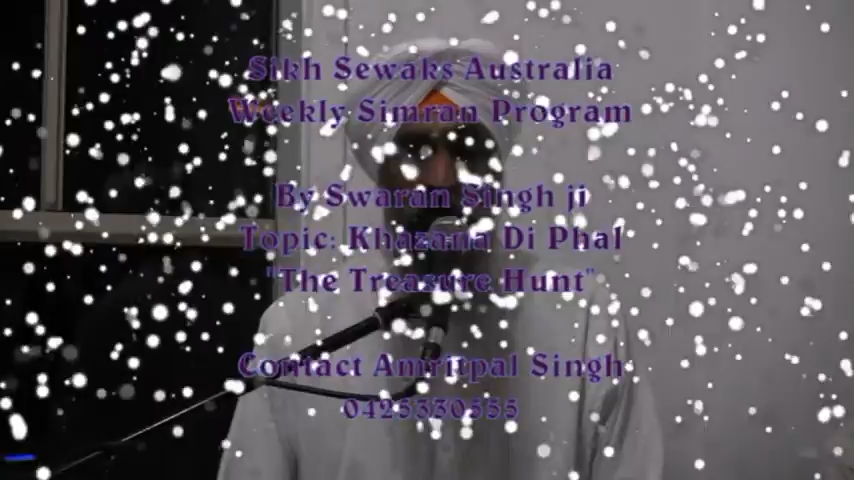 Sikh Sewaks Australia
Weekly Simran Program
By Swaran Singh ji
Topic: Khazana Di Phal
"The Treasure Hunt"
Contact Amritpal Singh
0425330555